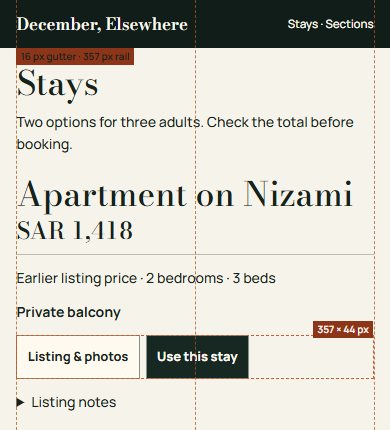 December, Elsewhere
Stays · Sections
16 px gutter · 357 px rail
Stays
Two options for three adults. Check the total before
booking.
Apartment on Nizami
SAR 1,418
Earlier listing price · 2 bedrooms · 3 beds
Private balcony
357 × 44 px
Listing & photos
Use this stay
Listing notes